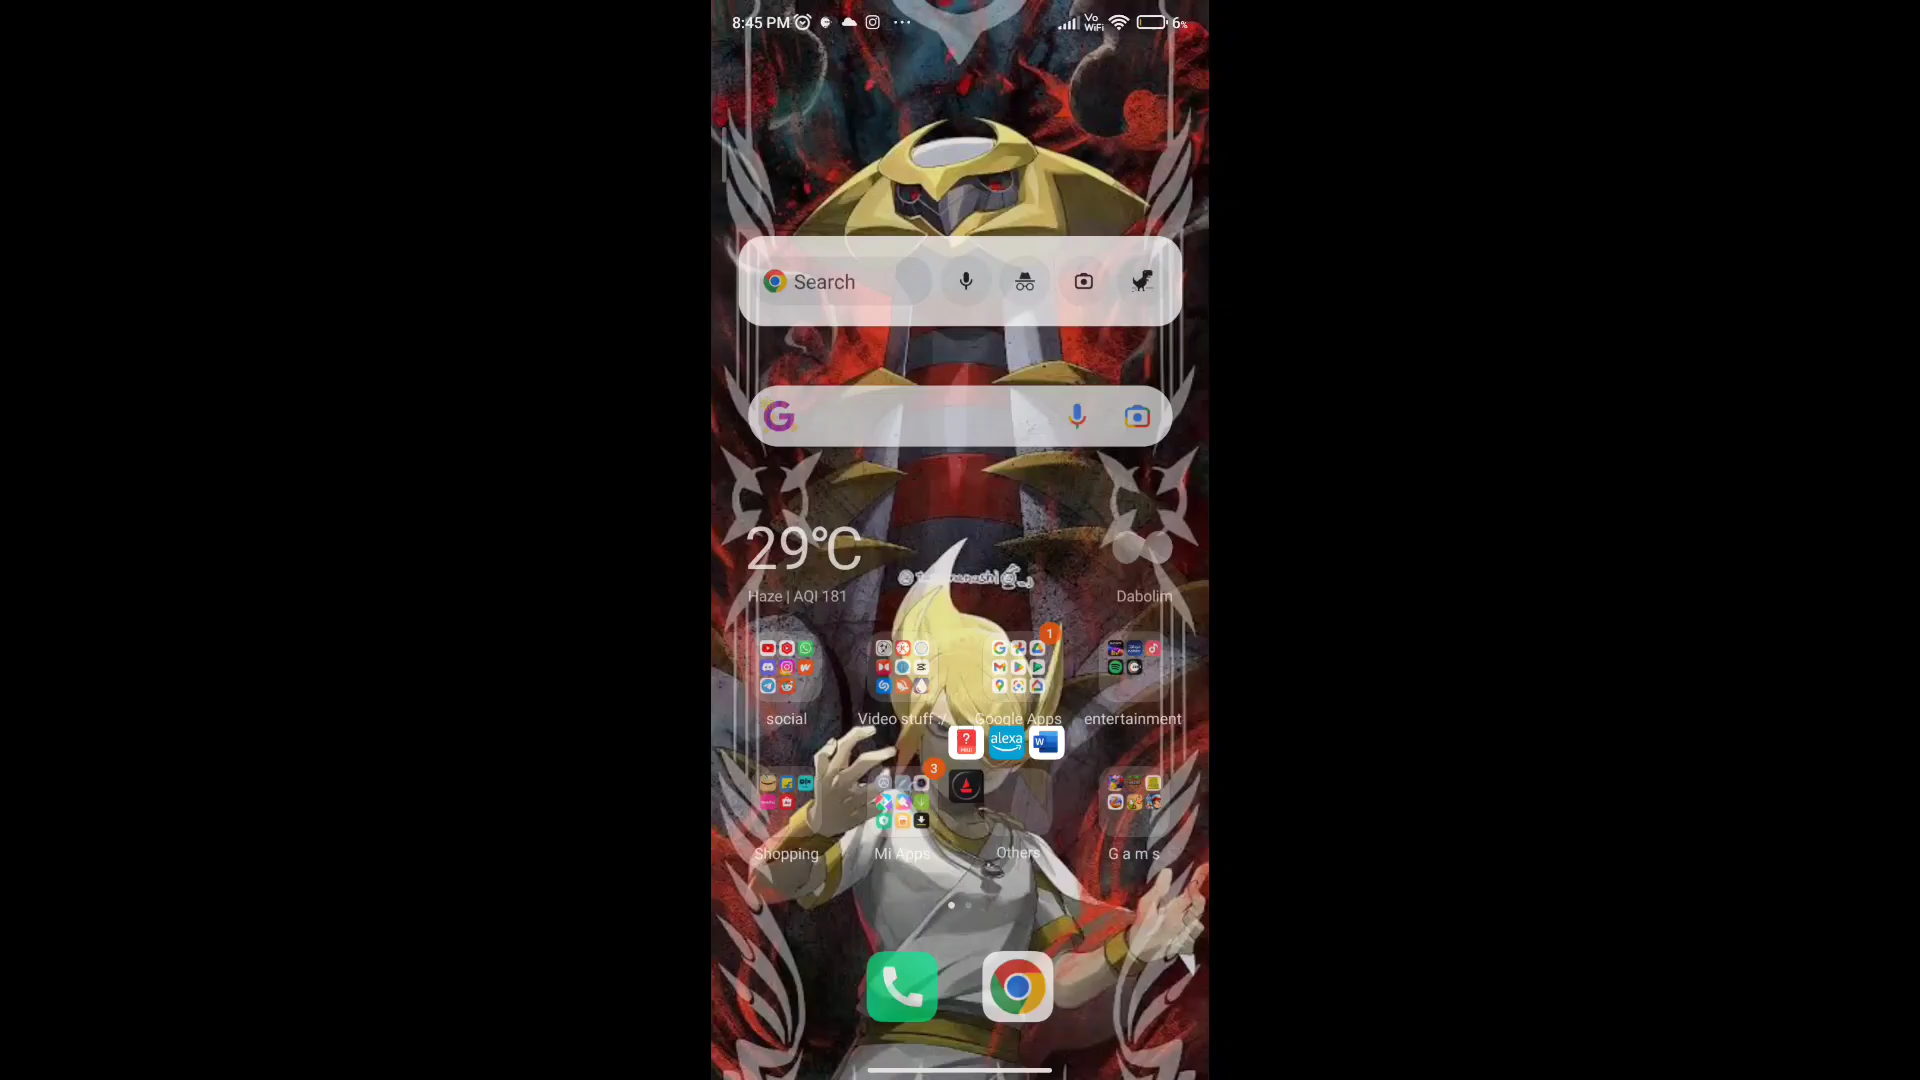 8:45 PM
Vo
WiFi
6%
Search
29°C
Haze | AQI 181
Dabolim
1
social
Video stuff :/
Google Apps
entertainment
alexa
W
3
Shopping
Mi Apps
Others
G a m s